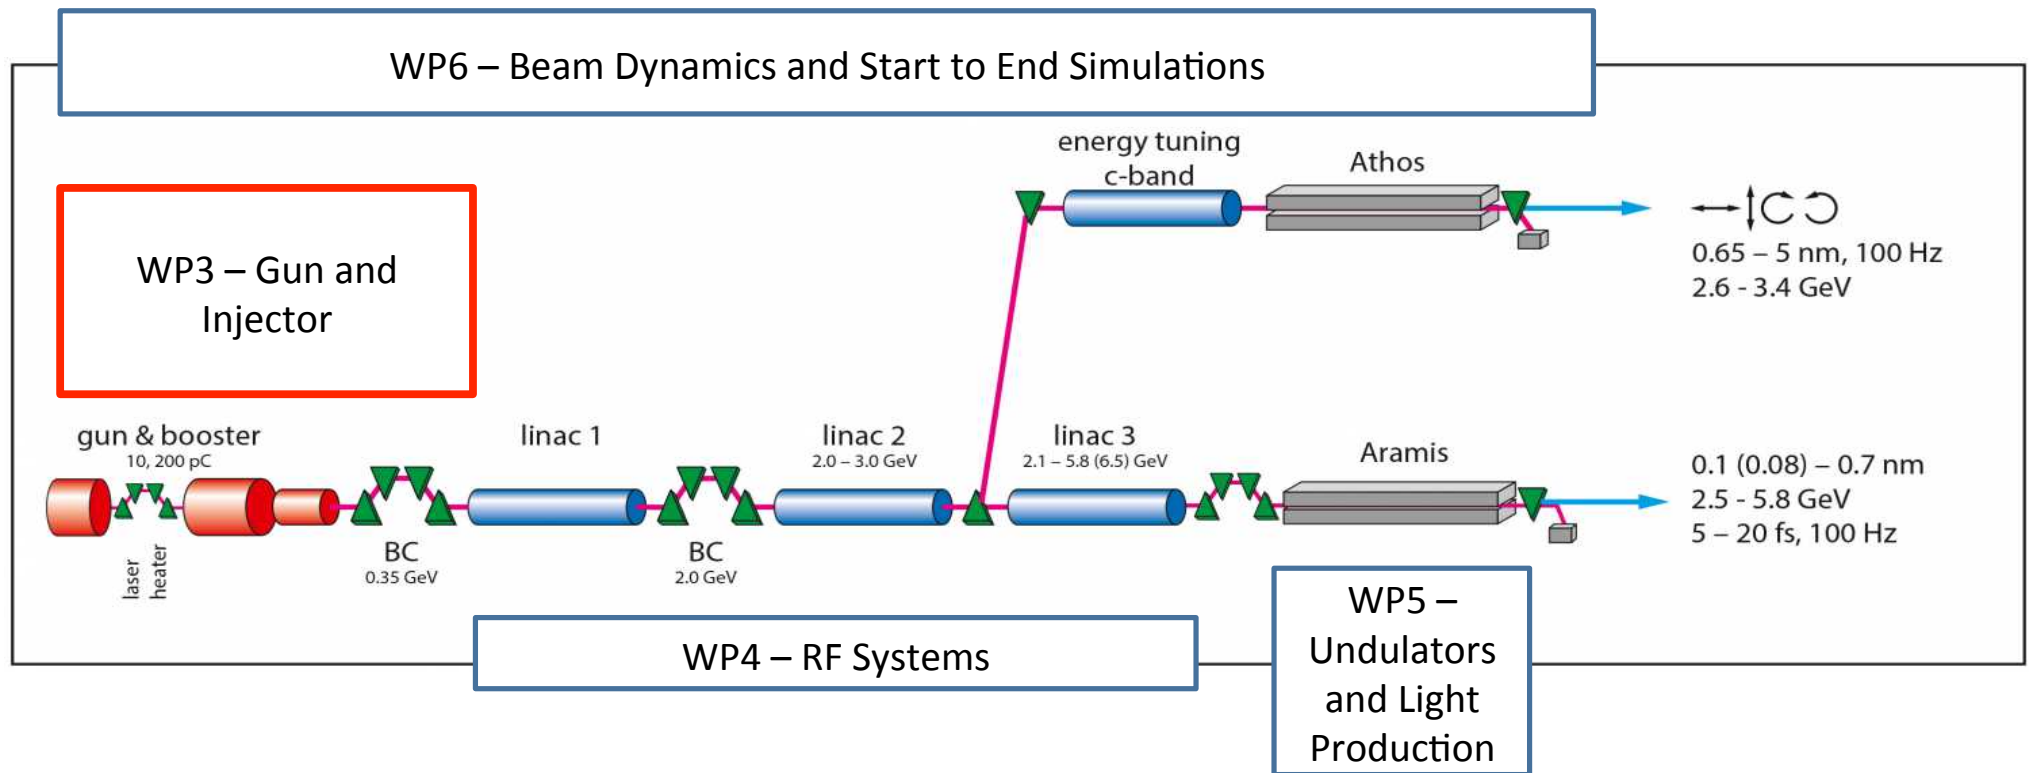 WP6 – Beam Dynamics and Start to End Simulations
energy tuning
c-band
Athos
WP3 – Gun and
Injector
0.65 – 5 nm, 100 Hz
2.6 - 3.4 GeV
gun & booster
10, 200 pC
linac 1
linac 2
2.0 – 3.0 GeV
linac 3
2.1 – 5.8 (6.5) GeV
Aramis
0.1 (0.08) – 0.7 nm
2.5 - 5.8 GeV
5 – 20 fs, 100 Hz
laser
heater
BC
0.35 GeV
BC
2.0 GeV
WP4 – RF Systems
WP5 –
Undulators
and Light
Production